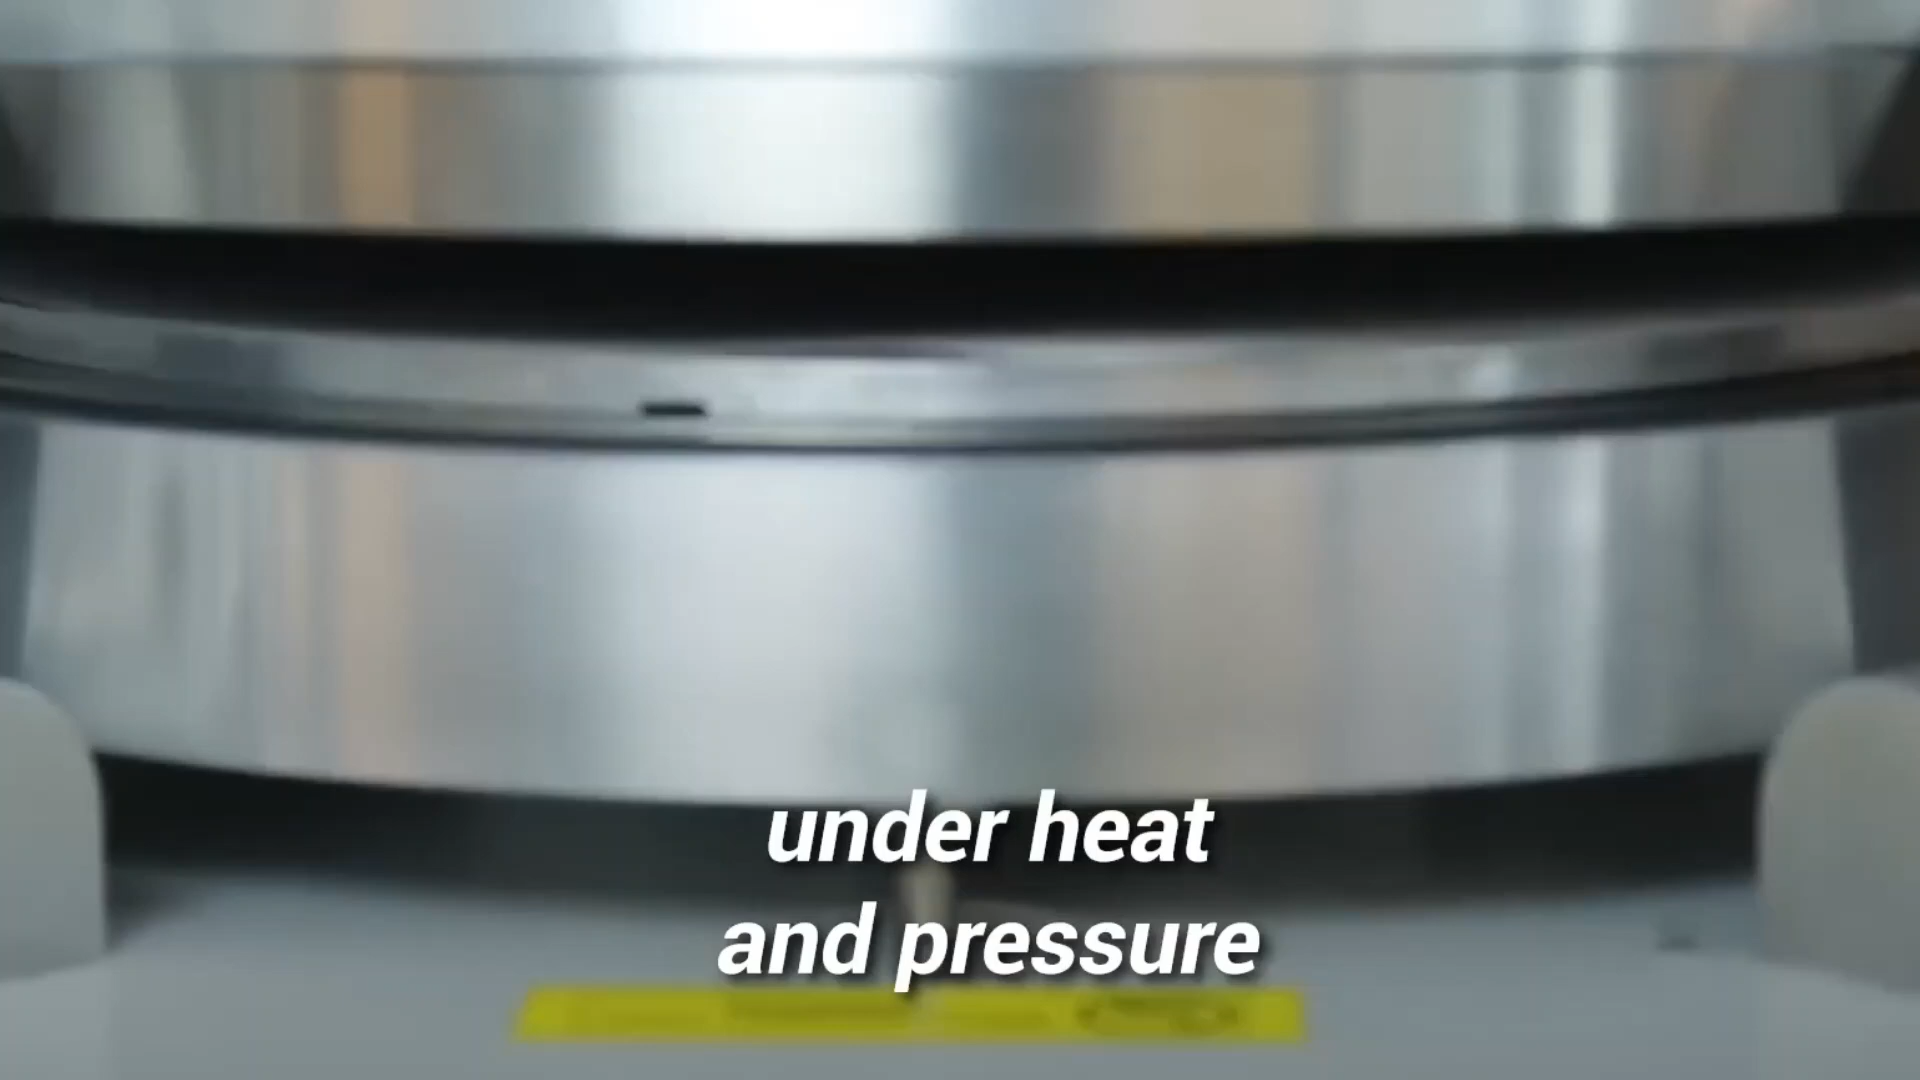 under heat
and pressure